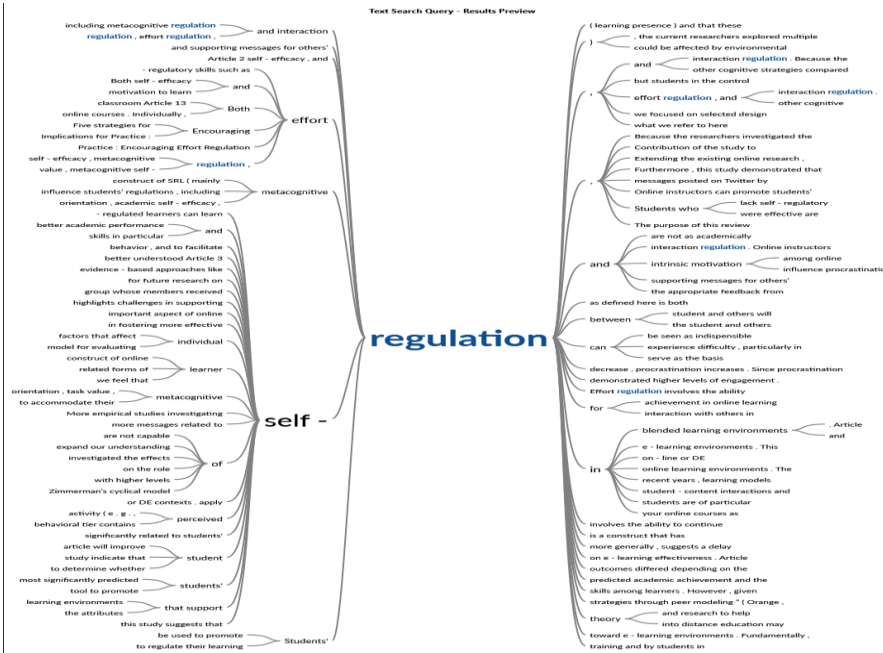 Text Search Query - Results Preview
including metacognitive regulation
regulation , effort regulation ,
and interaction
and supporting messages for others'
Article 2 self - efficacy , and
- regulatory skills such as
Both self - efficacy
motivation to learn
and
classroom Article 13
online courses . Individually ,
Both
Five strategies for
Implications for Practice :
Encouraging
Practice : Encouraging Effort Regulation
self - efficacy , metacognitive
value , metacognitive self -
regulation ,
effort
construct of SRL ( mainly
influence students' regulations , including
orientation , academic self - efficacy ,
metacognitive
- regulated learners can learn
better academic performance
skills in particular
and
behavior , and to facilitate
better understood Article 3
evidence - based approaches like
for future research on
group whose members received
highlights challenges in supporting
important aspect of online
in fostering more effective
factors that affect
model for evaluating
individual
construct of online
related forms of
we feel that
learner
orientation , task value ,
to accommodate their
metacognitive
More empirical studies investigating
more messages related to
are not capable
expand our understanding
investigated the effects
on the role
with higher levels
Zimmerman's cyclical model
of
or DE contexts . apply
activity ( e . g . ,
behavioral tier contains
perceived
significantly related to students'
article will improve
study indicate that
to determine whether
student
most significantly predicted
tool to promote
students'
learning environments
the attributes
that support
this study suggests that
self -
be used to promote
to regulate their learning
Students'
regulation
( learning presence ) and that these
)
, the current researchers explored multiple
could be affected by environmental
,
and
interaction regulation . Because the
other cognitive strategies compared
but students in the control
effort regulation , and
interaction regulation .
other cognitive
we focused on selected design
what we refer to here
.
Because the researchers investigated the
Contribution of the study to
Extending the existing online research ,
Furthermore , this study demonstrated that
messages posted on Twitter by
Online instructors can promote students'
Students who
lack self - regulatory
were effective are
The purpose of this review
and
are not as academically
interaction regulation . Online instructors
intrinsic motivation
among online
influence procrastinatic
supporting messages for others'
the appropriate feedback from
as defined here is both
between
student and others will
the student and others
can
be seen as indispensible
experience difficulty , particularly in
serve as the basis
decrease , procrastination increases . Since procrastination
demonstrated higher levels of engagement .
Effort regulation involves the ability
for
achievement in online learning
interaction with others in
in
blended learning environments
. Article
and
e - learning environments . This
on - line or DE
online learning environments . The
recent years , learning models
student - content interactions and
students are of particular
your online courses as
involves the ability to continue
is a construct that has
more generally , suggests a delay
on e - learning effectiveness . Article
outcomes differed depending on the
predicted academic achievement and the
skills among learners . However , given
strategies through peer modeling " ( Orange ,
theory
and research to help
into distance education may
toward e - learning environments . Fundamentally ,
training and by students in